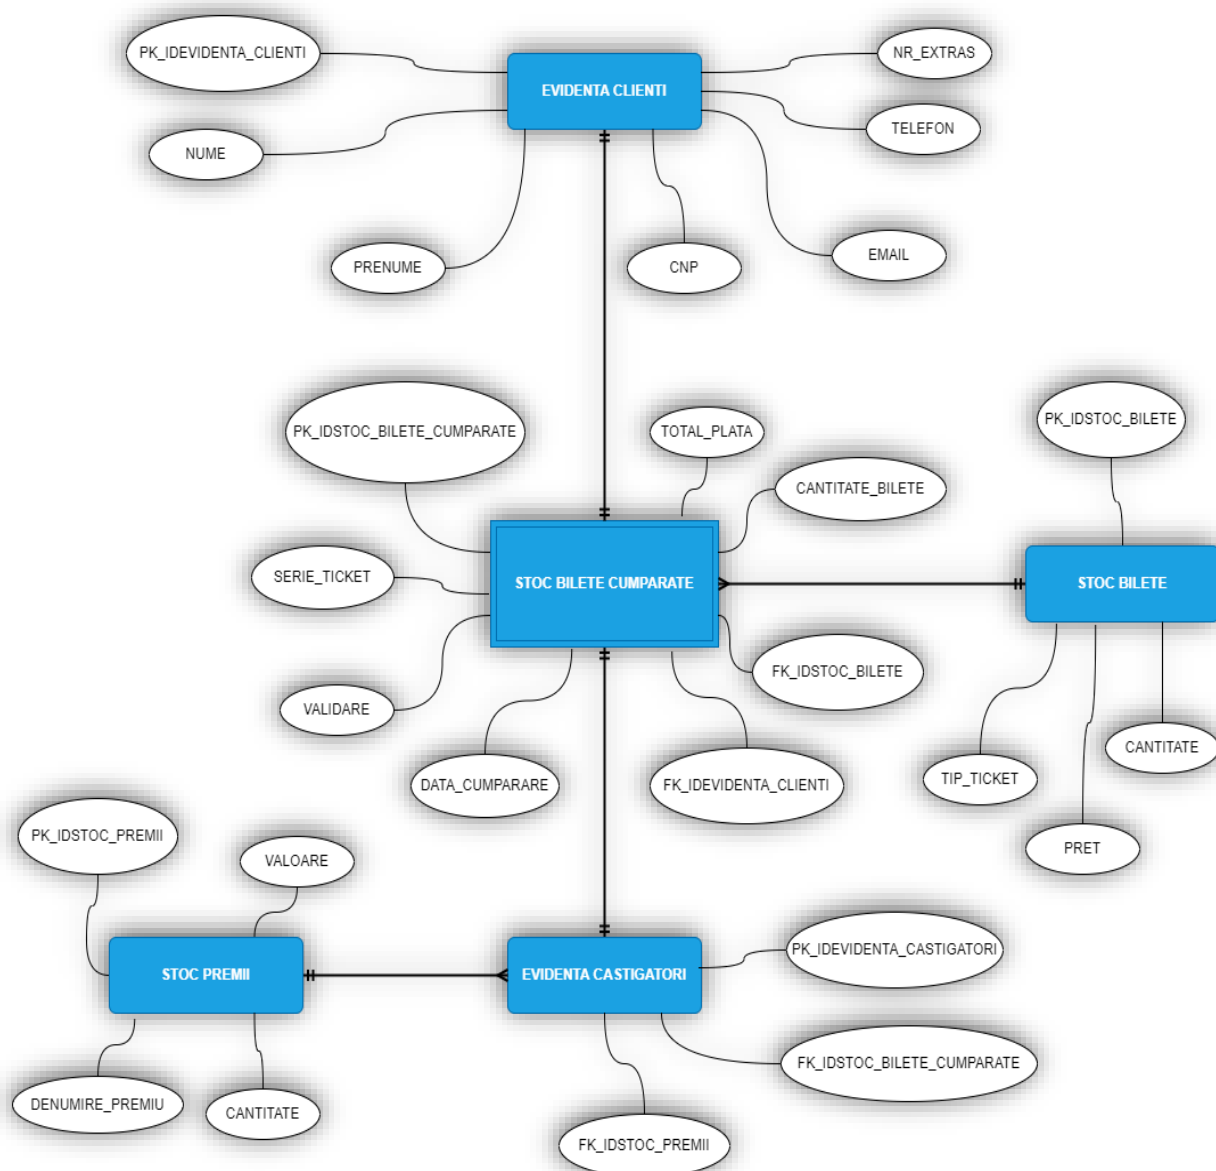 PK_IDEVIDENTA_CLIENTI
NR_EXTRAS
EVIDENTA CLIENTI
TELEFON
NUME
PRENUME
CNP
EMAIL
PK_IDSTOC_BILETE_CUMPARATE
TOTAL_PLATA
PK_IDSTOC_BILETE
CANTITATE_BILETE
SERIE_TICKET
STOC BILETE CUMPARATE
STOC BILETE
FK_IDSTOC_BILETE
VALIDARE
DATA_CUMPARARE
FK_IDEVIDENTA_CLIENTI
TIP_TICKET
CANTITATE
PRET
PK_IDSTOC_PREMII
VALOARE
STOC PREMII
EVIDENTA CASTIGATORI
PK_IDEVIDENTA_CASTIGATORI
FK_IDSTOC_BILETE_CUMPARATE
DENUMIRE_PREMIU
CANTITATE
FK_IDSTOC_PREMII